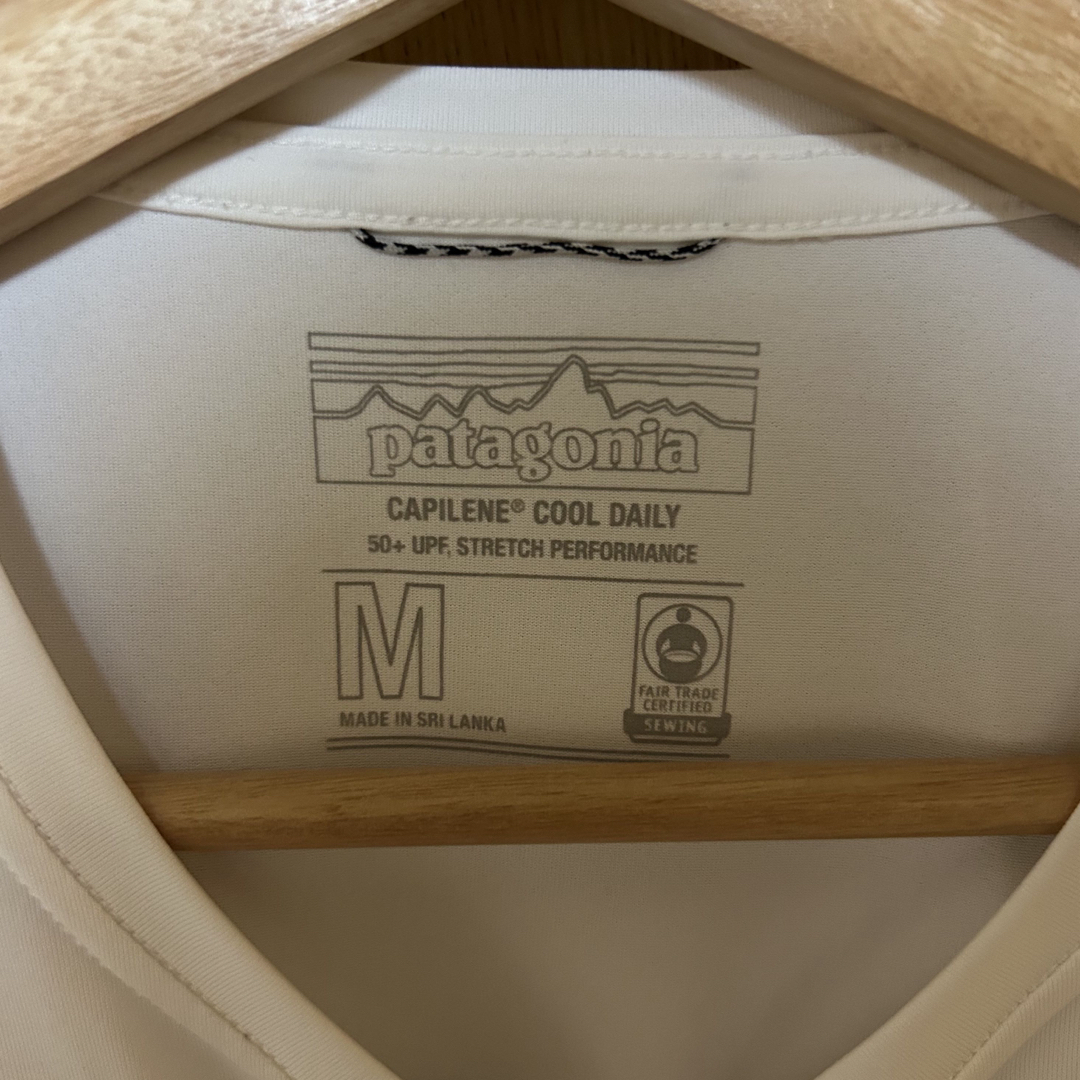 patagonia
CAPILENE® COOL DAILY
50+ UPF, STRETCH PERFORMANCE
M
MADE IN SRI LANKA
FAIR TRADE
CERTIFIED
SEWING